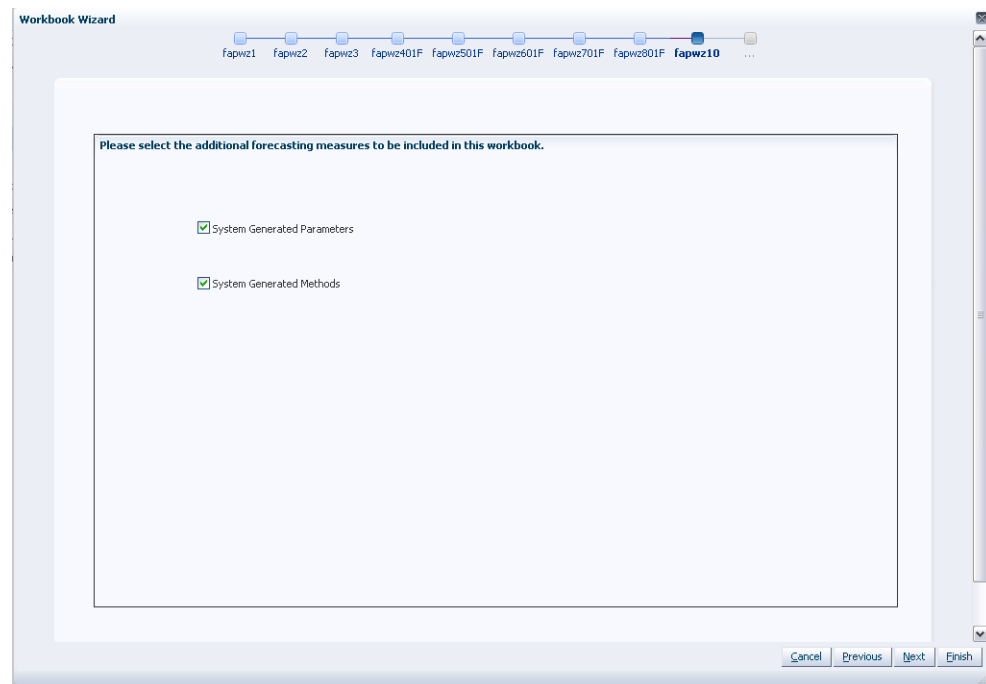 Workbook Wizard
fapwz1 fapwz2 fapwz3 fapwz401F fapwz501F fapwz601F fapwz701F fapwz801F fapwz10 ...
Please select the additional forecasting measures to be included in this workbook.
System Generated Parameters
System Generated Methods
Cancel Previous Next Finish